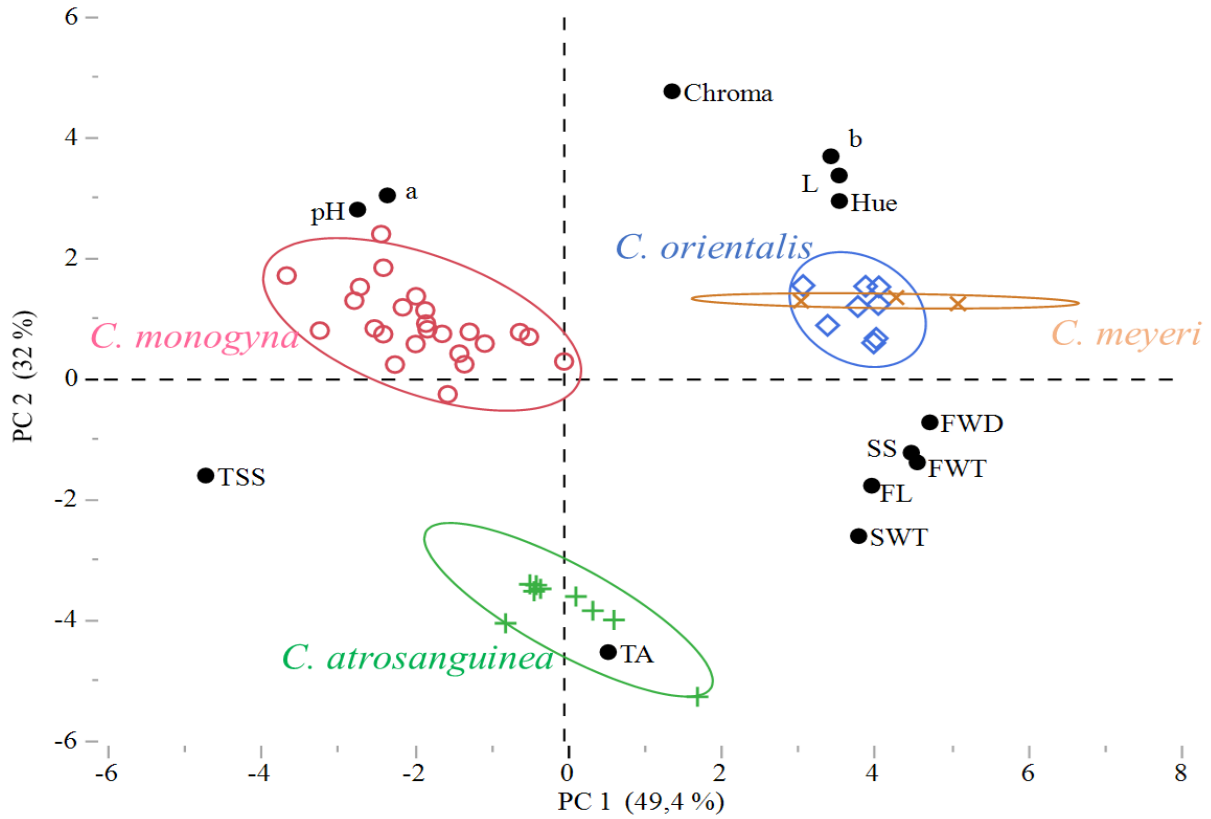 6
Chroma
4
b
L
a
Hue
pH
C. orientalis
2
C. monogyna
C. meyeri
0
PC 2 (32 %)
FWD
SS
FWT
TSS
FL
-2
SWT
-4
C. atrosanguinea
TA
-6
-6
-4
-2
0
2
4
6
8
PC 1 (49,4 %)